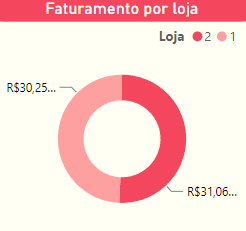 Faturamento por loja
Loja 2 1
R$30,25...
R$31,06...